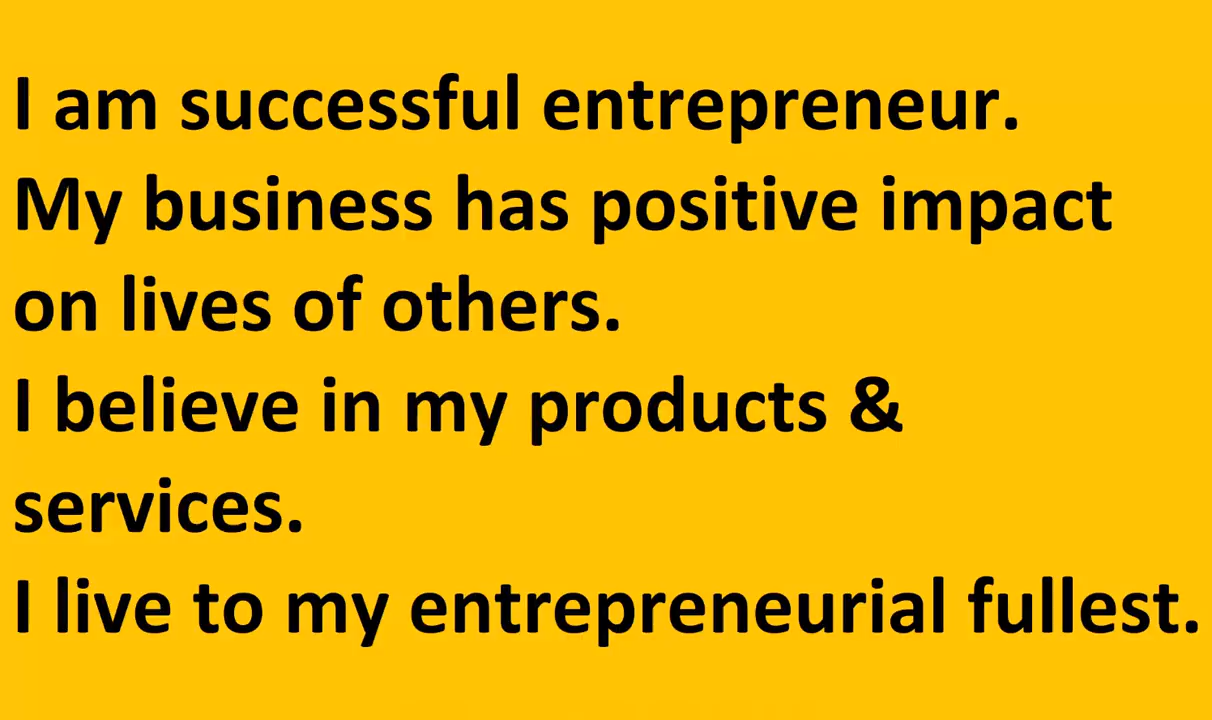 I am successful entrepreneur.
My business has positive impact
on lives of others.
I believe in my products &
services.
I live to my entrepreneurial fullest.